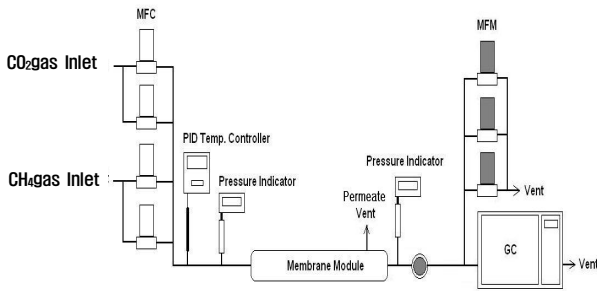 MFC
MFM
CO₂gas Inlet
PID Temp. Controller
Pressure Indicator
Pressure Indicator
CH₄gas Inlet
Permeate
Vent
Vent
GC
Membrane Module
Vent